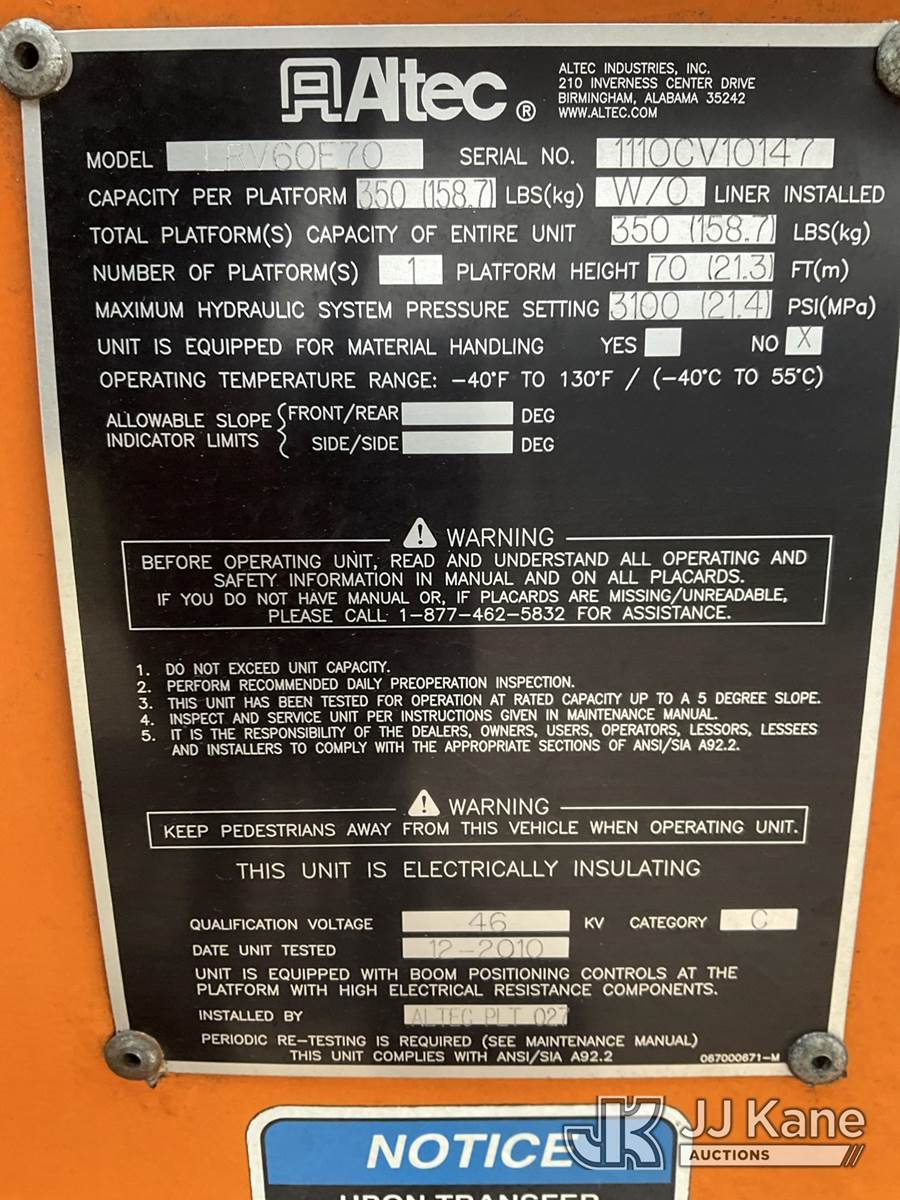 Altec ®
ALTEC INDUSTRIES, INC.
210 INVERNESS CENTER DRIVE
BIRMINGHAM, ALABAMA 35242
WWW.ALTEC.COM
MODEL LRV60E70 SERIAL NO. 1110CV10147
CAPACITY PER PLATFORM 350 (158.7) LBS(kg) W/O LINER INSTALLED
TOTAL PLATFORM(S) CAPACITY OF ENTIRE UNIT 350 (158.7) LBS(kg)
NUMBER OF PLATFORM(S) 1 PLATFORM HEIGHT 70 (21.3) FT(m)
MAXIMUM HYDRAULIC SYSTEM PRESSURE SETTING 3100 (21.4) PSI(MPa)
UNIT IS EQUIPPED FOR MATERIAL HANDLING YES NO X
OPERATING TEMPERATURE RANGE: -40°F TO 130°F / (-40°C TO 55°C)
ALLOWABLE SLOPE FRONT/REAR DEG
INDICATOR LIMITS SIDE/SIDE DEG
WARNING
BEFORE OPERATING UNIT, READ AND UNDERSTAND ALL OPERATING AND
SAFETY INFORMATION IN MANUAL AND ON ALL PLACARDS.
IF YOU DO NOT HAVE MANUAL OR, IF PLACARDS ARE MISSING/UNREADABLE,
PLEASE CALL 1-877-462-5832 FOR ASSISTANCE.
1. DO NOT EXCEED UNIT CAPACITY.
2. PERFORM RECOMMENDED DAILY PREOPERATION INSPECTION.
3. THIS UNIT HAS BEEN TESTED FOR OPERATION AT RATED CAPACITY UP TO A 5 DEGREE SLOPE.
4. INSPECT AND SERVICE UNIT PER INSTRUCTIONS GIVEN IN MAINTENANCE MANUAL.
5. IT IS THE RESPONSIBILITY OF THE DEALERS, OWNERS, USERS, OPERATORS, LESSORS, LESSEES
AND INSTALLERS TO COMPLY WITH THE APPROPRIATE SECTIONS OF ANSI/SIA A92.2.
WARNING
KEEP PEDESTRIANS AWAY FROM THIS VEHICLE WHEN OPERATING UNIT.
THIS UNIT IS ELECTRICALLY INSULATING
QUALIFICATION VOLTAGE 46 KV CATEGORY C
DATE UNIT TESTED 12-2010
UNIT IS EQUIPPED WITH BOOM POSITIONING CONTROLS AT THE
PLATFORM WITH HIGH ELECTRICAL RESISTANCE COMPONENTS.
INSTALLED BY ALTEC PLT 027
PERIODIC RE-TESTING IS REQUIRED (SEE MAINTENANCE MANUAL)
THIS UNIT COMPLIES WITH ANSI/SIA A92.2 067000671-M
NOTICE
UPON TRANSFER
JK JJ Kane
AUCTIONS